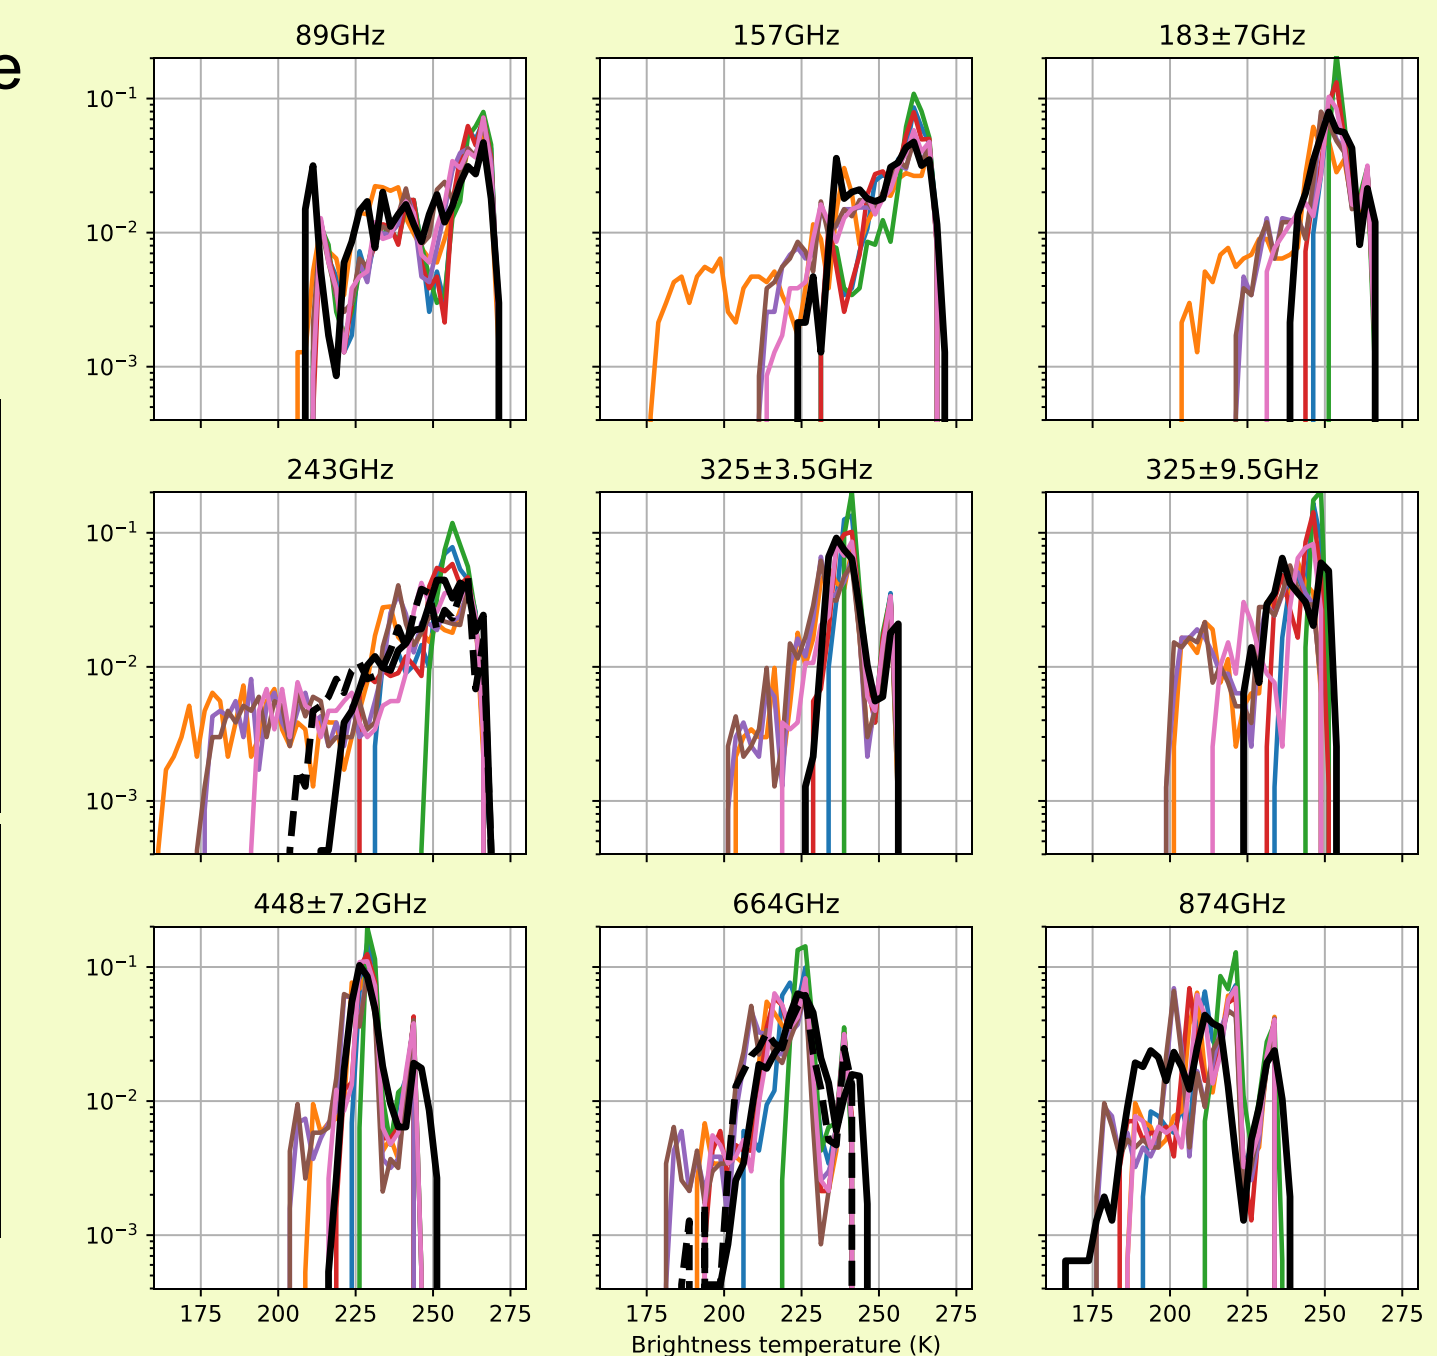 e
89GHz 157GHz 183±7GHz
10⁻¹
10⁻²
10⁻³
243GHz 325±3.5GHz 325±9.5GHz
10⁻¹
10⁻²
10⁻³
448±7.2GHz 664GHz 874GHz
10⁻¹
10⁻²
10⁻³
175 200 225 250 275 175 200 225 250 275 175 200 225 250 275
Brightness temperature (K)